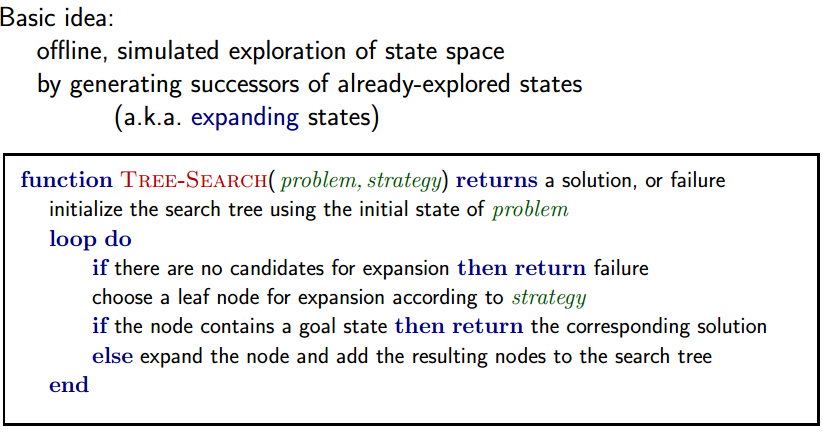 Basic idea:
offline, simulated exploration of state space
by generating successors of already-explored states
(a.k.a. expanding states)
function TREE-SEARCH( problem, strategy) returns a solution, or failure
initialize the search tree using the initial state of problem
loop do
if there are no candidates for expansion then return failure
choose a leaf node for expansion according to strategy
if the node contains a goal state then return the corresponding solution
else expand the node and add the resulting nodes to the search tree
end